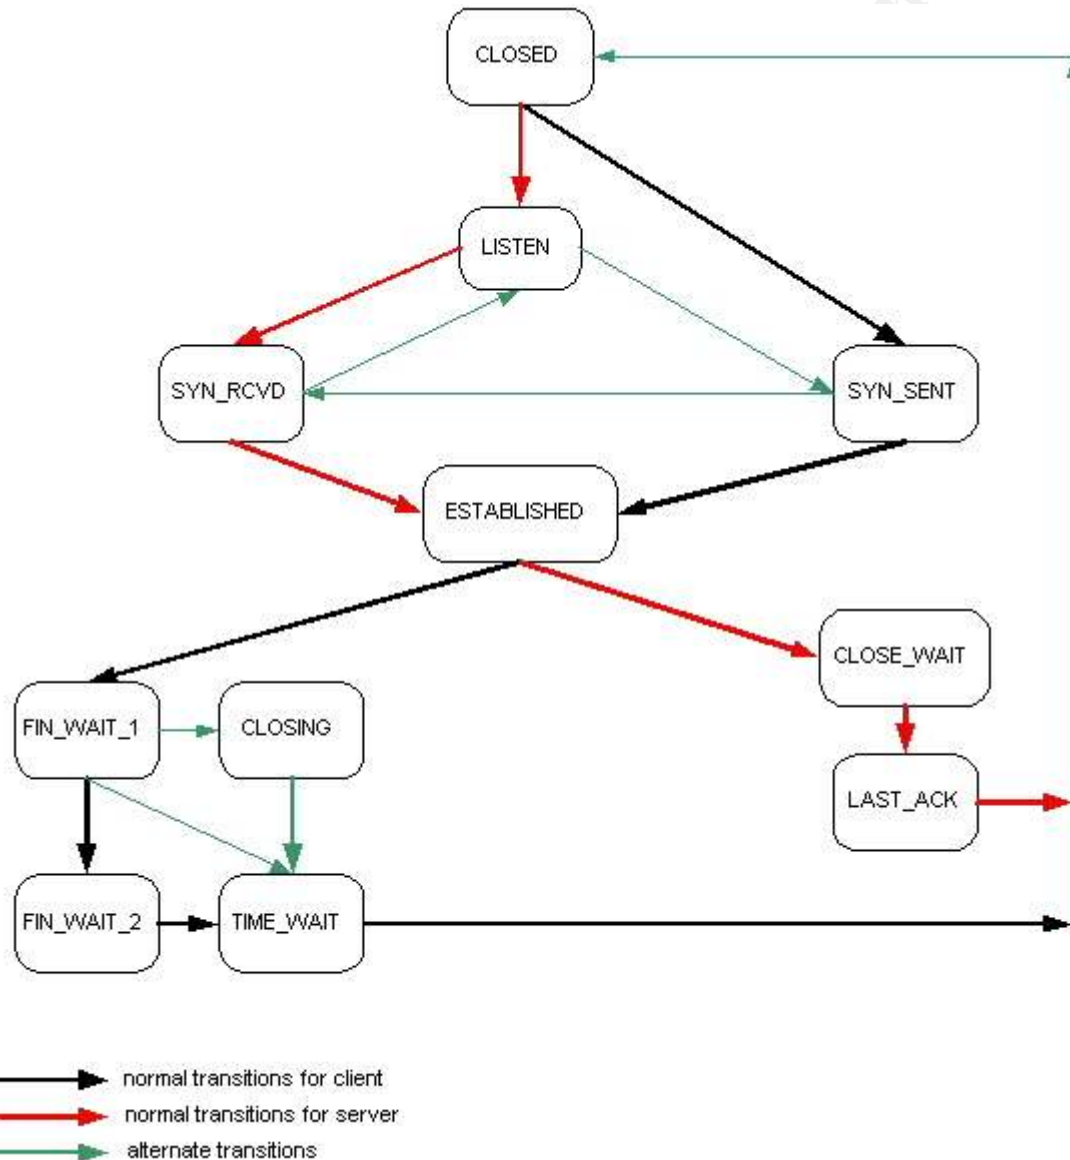 CLOSED
LISTEN
SYN_RCVD
SYN_SENT
ESTABLISHED
CLOSE_WAIT
FIN_WAIT_1
CLOSING
LAST_ACK
FIN_WAIT_2
TIME_WAIT
normal transitions for client
normal transitions for server
alternate transitions